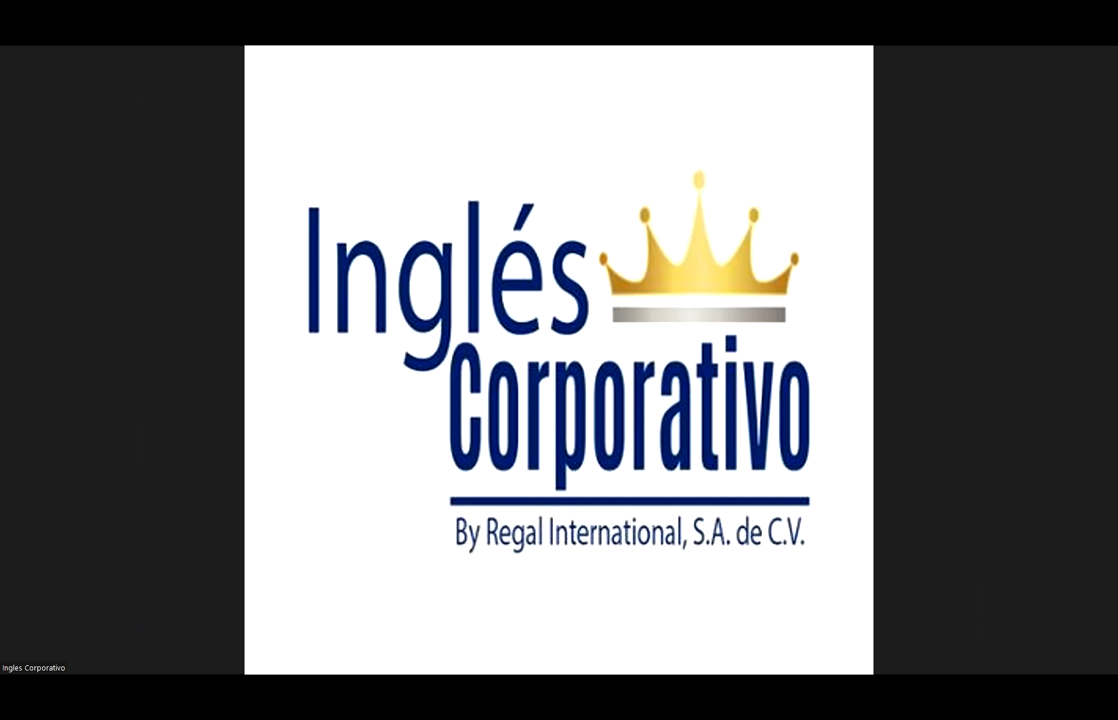 Inglés
Corporativo
By Regal International, S.A. de C.V.
Ingles Corporativo